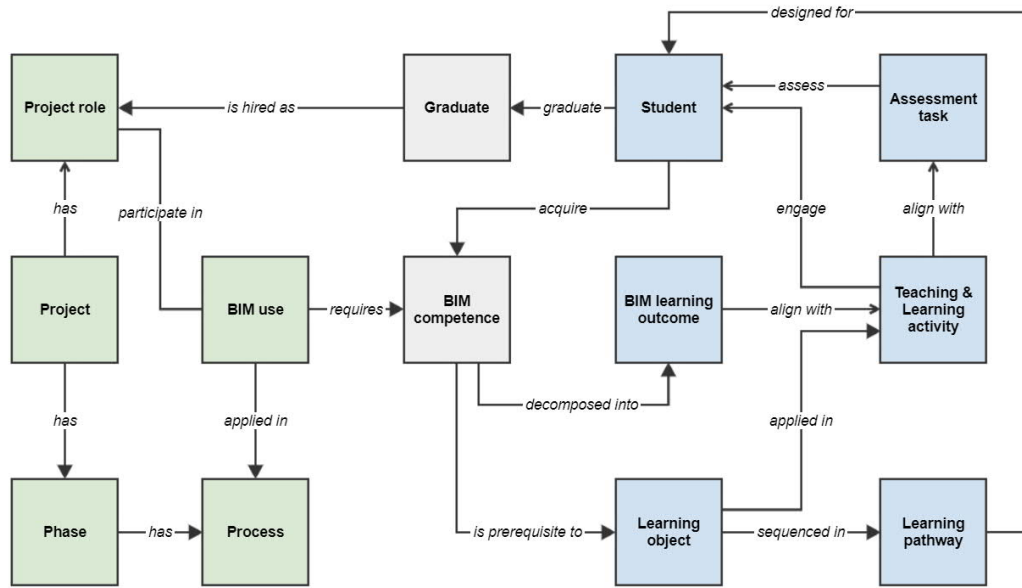 designed for
Project role
is hired as
Graduate
graduate
Student
assess
Assessment
task
has
participate in
acquire
engage
align with
Project
BIM use
requires
BIM
competence
BIM learning
outcome
align with
Teaching &
Learning
activity
has
applied in
decomposed into
applied in
Phase
has
Process
is prerequisite to
Learning
object
sequenced in
Learning
pathway